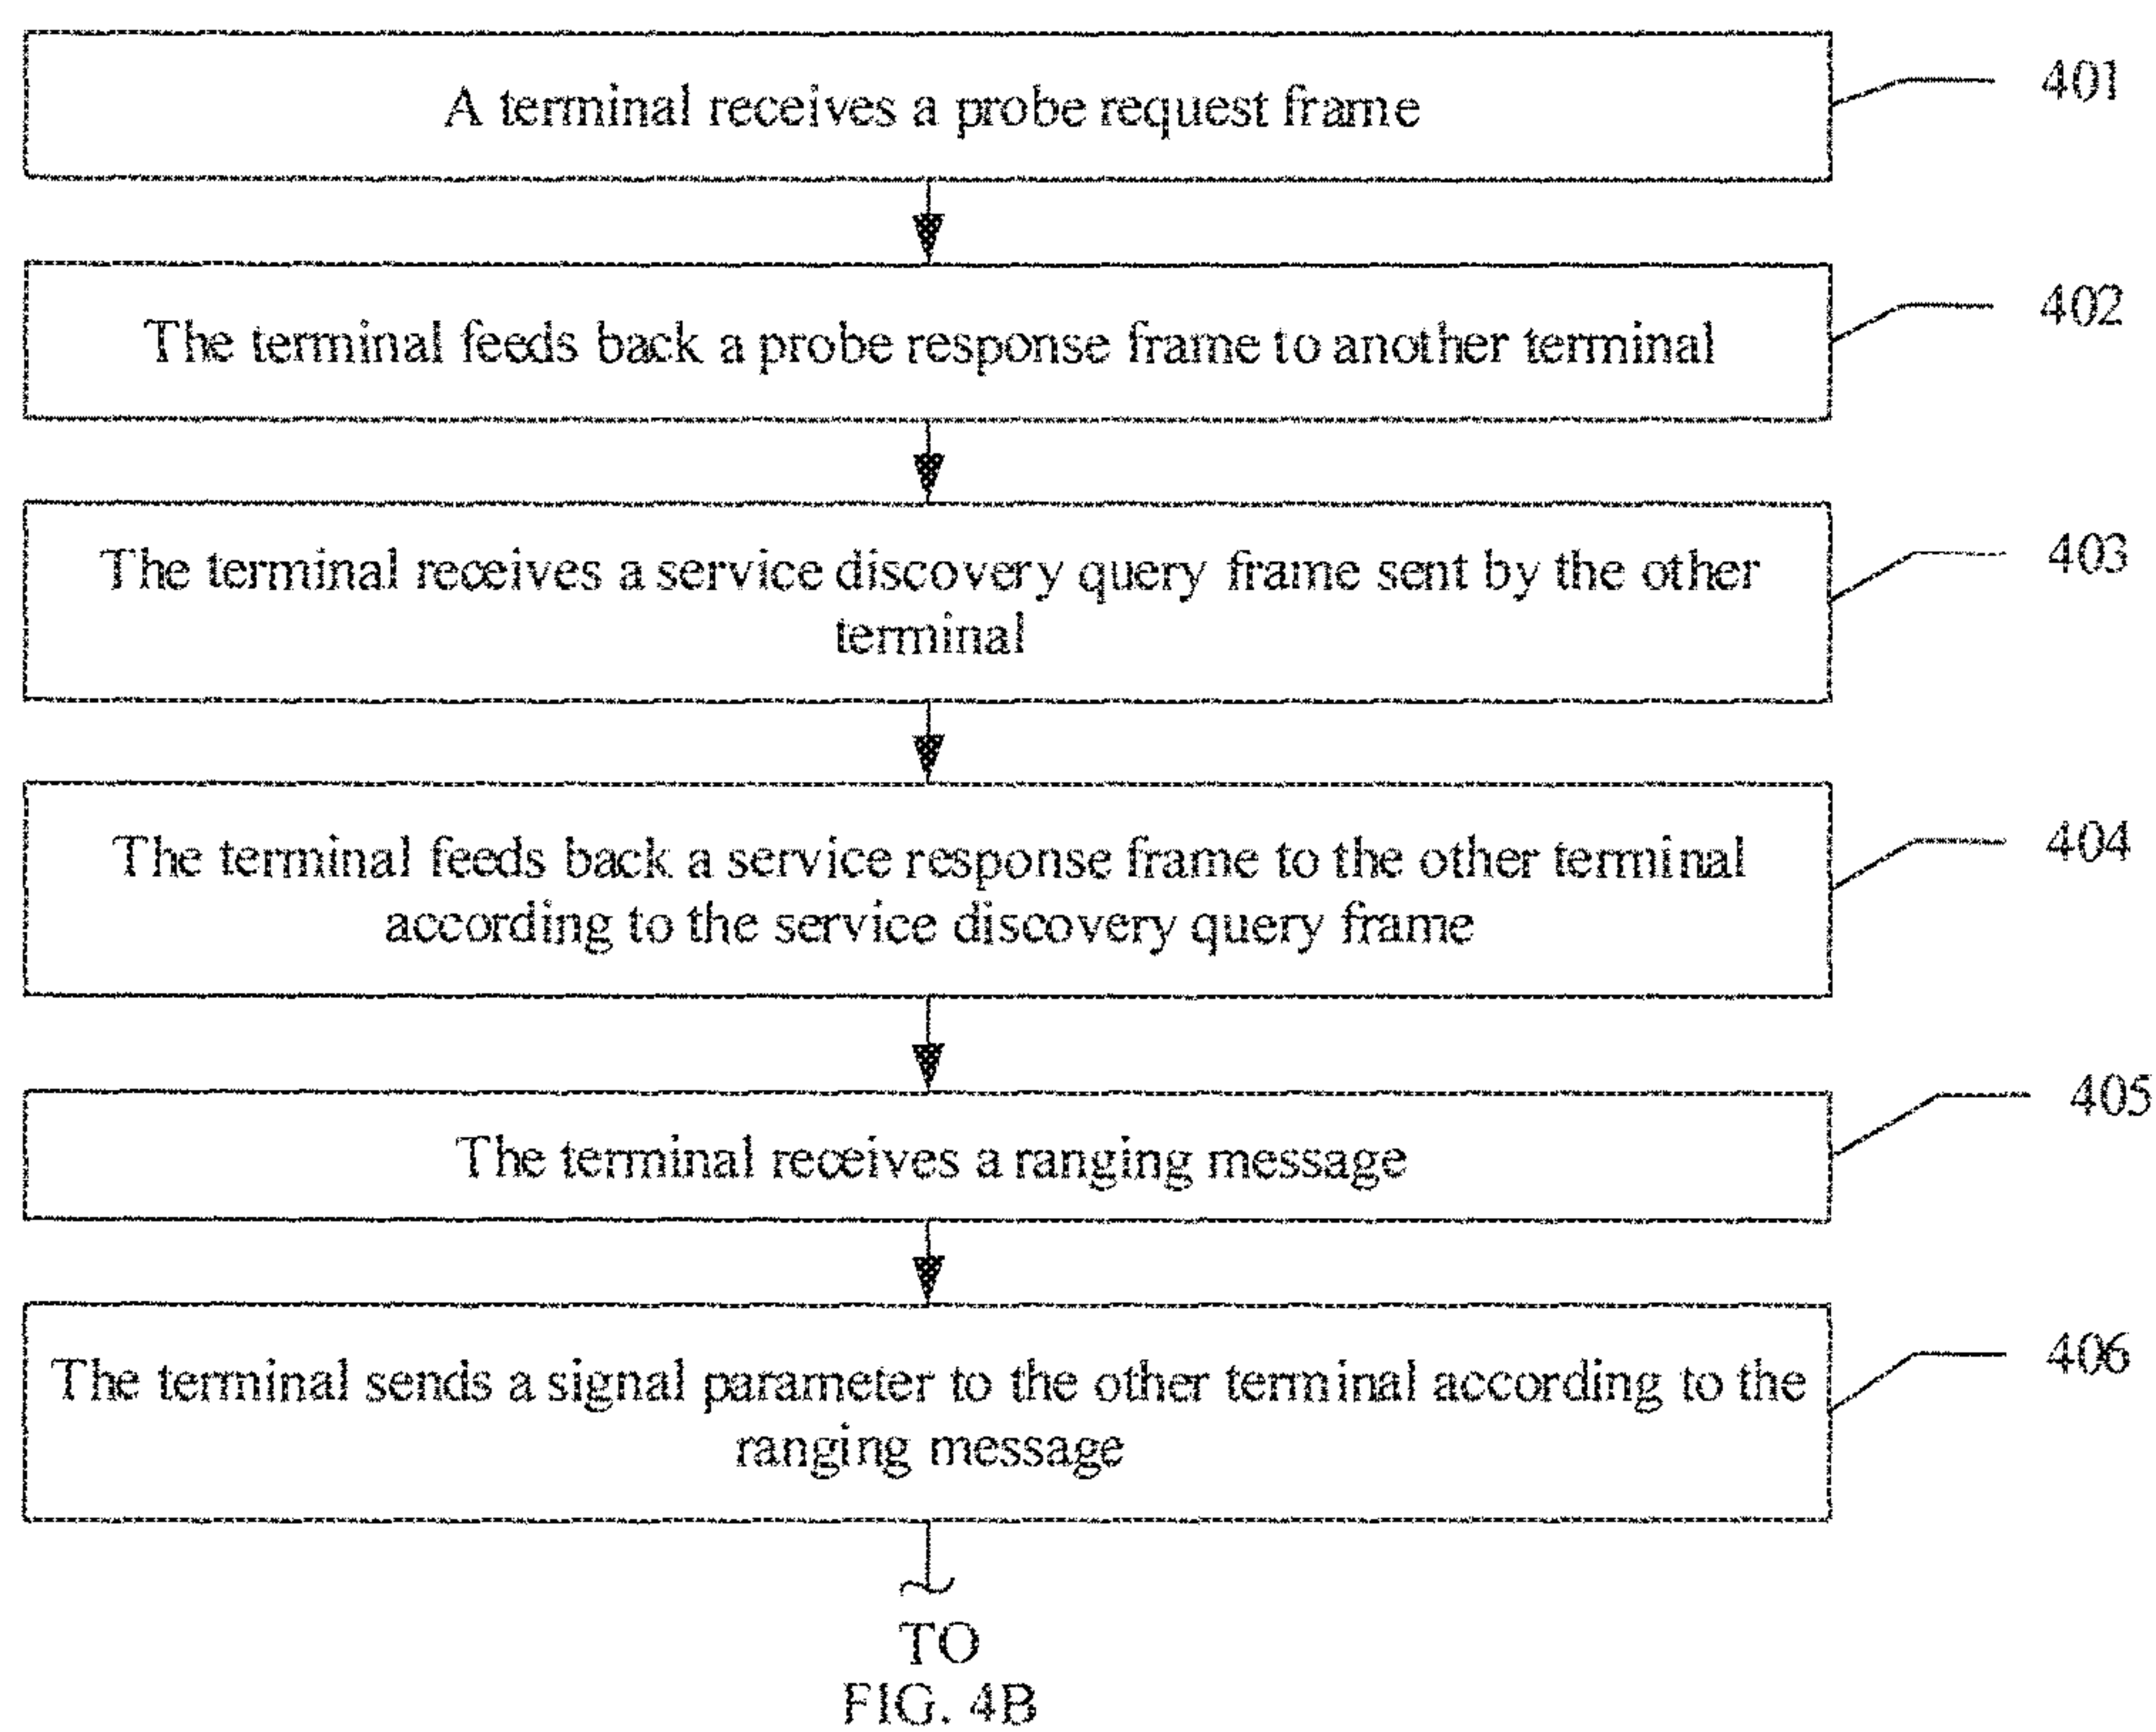 A terminal receives a probe request frame
401
The terminal feeds back a probe response frame to another terminal
402
The terminal receives a service discovery query frame sent by the other
terminal
403
The terminal feeds back a service response frame to the other terminal
according to the service discovery query frame
404
The terminal receives a ranging message
405
The terminal sends a signal parameter to the other terminal according to the
ranging message
406
TO
FIG. 4B